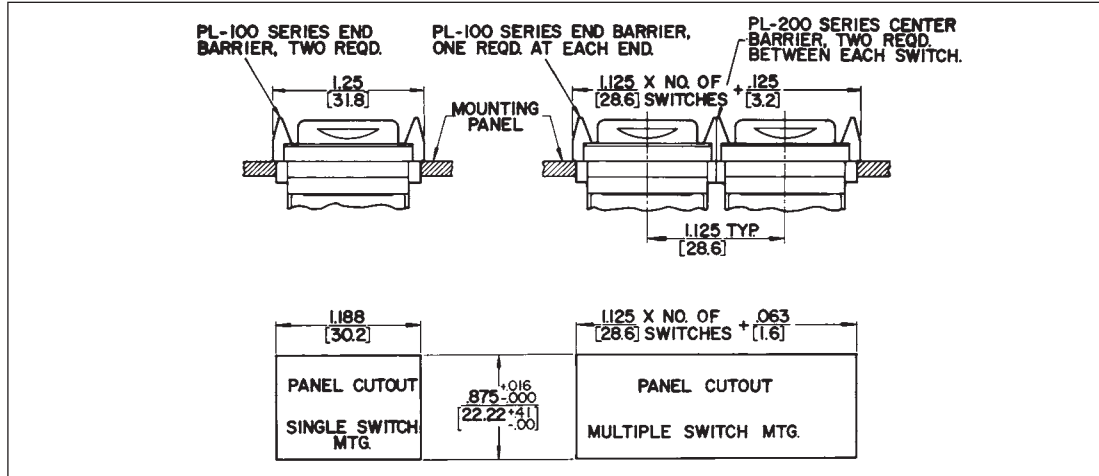 PL-100 SERIES END
BARRIER, TWO REQD.
PL-100 SERIES END BARRIER,
ONE REQD. AT EACH END.
PL-200 SERIES CENTER
BARRIER, TWO REQD.
BETWEEN EACH SWITCH.
1.25
[31.8]
MOUNTING
PANEL
1.125 X NO. OF + .125
[28.6] SWITCHES [3.2]
1.125 TYP.
[28.6]
1.188
[30.2]
1.125 X NO. OF + .063
[28.6] SWITCHES [1.6]
PANEL CUTOUT
SINGLE SWITCH
MTG.
.875 +.016 -.000
[22.22 +.41 -.00]
PANEL CUTOUT
MULTIPLE SWITCH MTG.